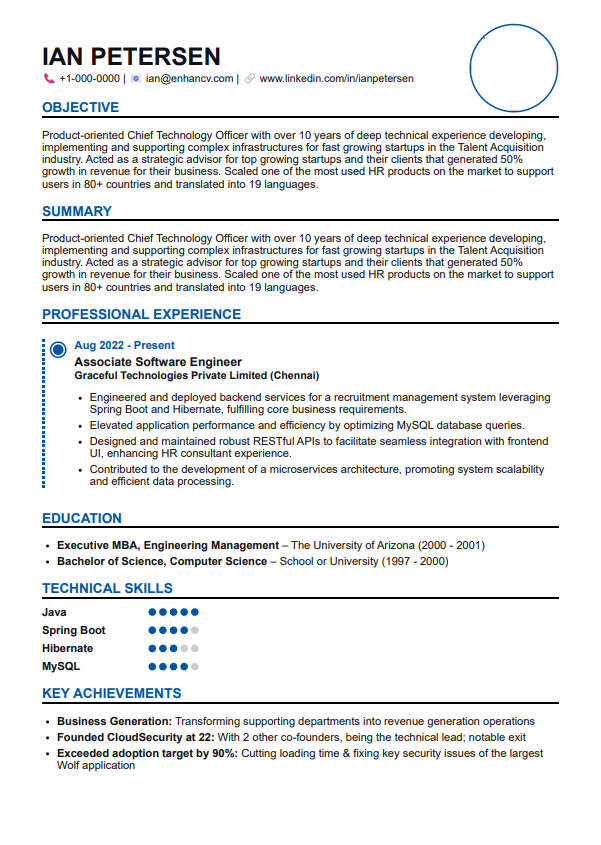 IAN PETERSEN
📞 +1-000-0000 | 📧 ian@enhancv.com | 🔗 www.linkedin.com/in/ianpetersen
OBJECTIVE
Product-oriented Chief Technology Officer with over 10 years of deep technical experience developing,
implementing and supporting complex infrastructures for fast growing startups in the Talent Acquisition
industry. Acted as a strategic advisor for top growing startups and their clients that generated 50%
growth in revenue for their business. Scaled one of the most used HR products on the market to support
users in 80+ countries and translated into 19 languages.
SUMMARY
Product-oriented Chief Technology Officer with over 10 years of deep technical experience developing,
implementing and supporting complex infrastructures for fast growing startups in the Talent Acquisition
industry. Acted as a strategic advisor for top growing startups and their clients that generated 50%
growth in revenue for their business. Scaled one of the most used HR products on the market to support
users in 80+ countries and translated into 19 languages.
PROFESSIONAL EXPERIENCE
Aug 2022 - Present
Associate Software Engineer
Graceful Technologies Private Limited (Chennai)
• Engineered and deployed backend services for a recruitment management system leveraging
Spring Boot and Hibernate, fulfilling core business requirements.
• Elevated application performance and efficiency by optimizing MySQL database queries.
• Designed and maintained robust RESTful APIs to facilitate seamless integration with frontend
UI, enhancing HR consultant experience.
• Contributed to the development of a microservices architecture, promoting system scalability
and efficient data processing.
EDUCATION
• Executive MBA, Engineering Management – The University of Arizona (2000 - 2001)
• Bachelor of Science, Computer Science – School or University (1997 - 2000)
TECHNICAL SKILLS
Java
Spring Boot
Hibernate
MySQL
KEY ACHIEVEMENTS
• Business Generation: Transforming supporting departments into revenue generation operations
• Founded CloudSecurity at 22: With 2 other co-founders, being the technical lead; notable exit
• Exceeded adoption target by 90%: Cutting loading time & fixing key security issues of the largest
Wolf application